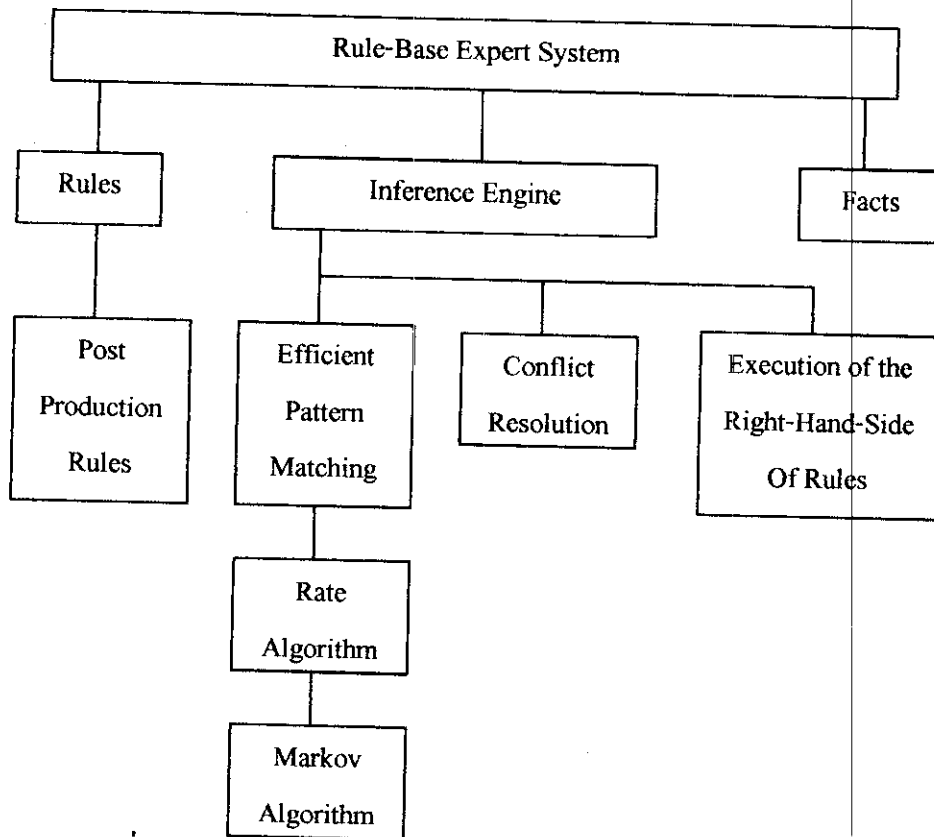 Rule-Base Expert System
Rules
Inference Engine
Facts
Post
Production
Rules
Efficient
Pattern
Matching
Conflict
Resolution
Execution of the
Right-Hand-Side
Of Rules
Rate
Algorithm
Markov
Algorithm